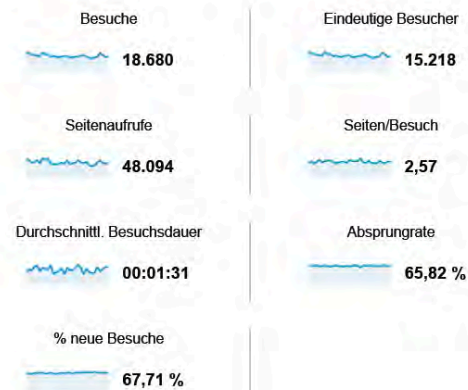 Besuche
18.680
Eindeutige Besucher
15.218
Seitenaufrufe
48.094
Seiten/Besuch
2,57
Durchschnittl. Besuchsdauer
00:01:31
Absprungrate
65,82 %
% neue Besuche
67,71 %